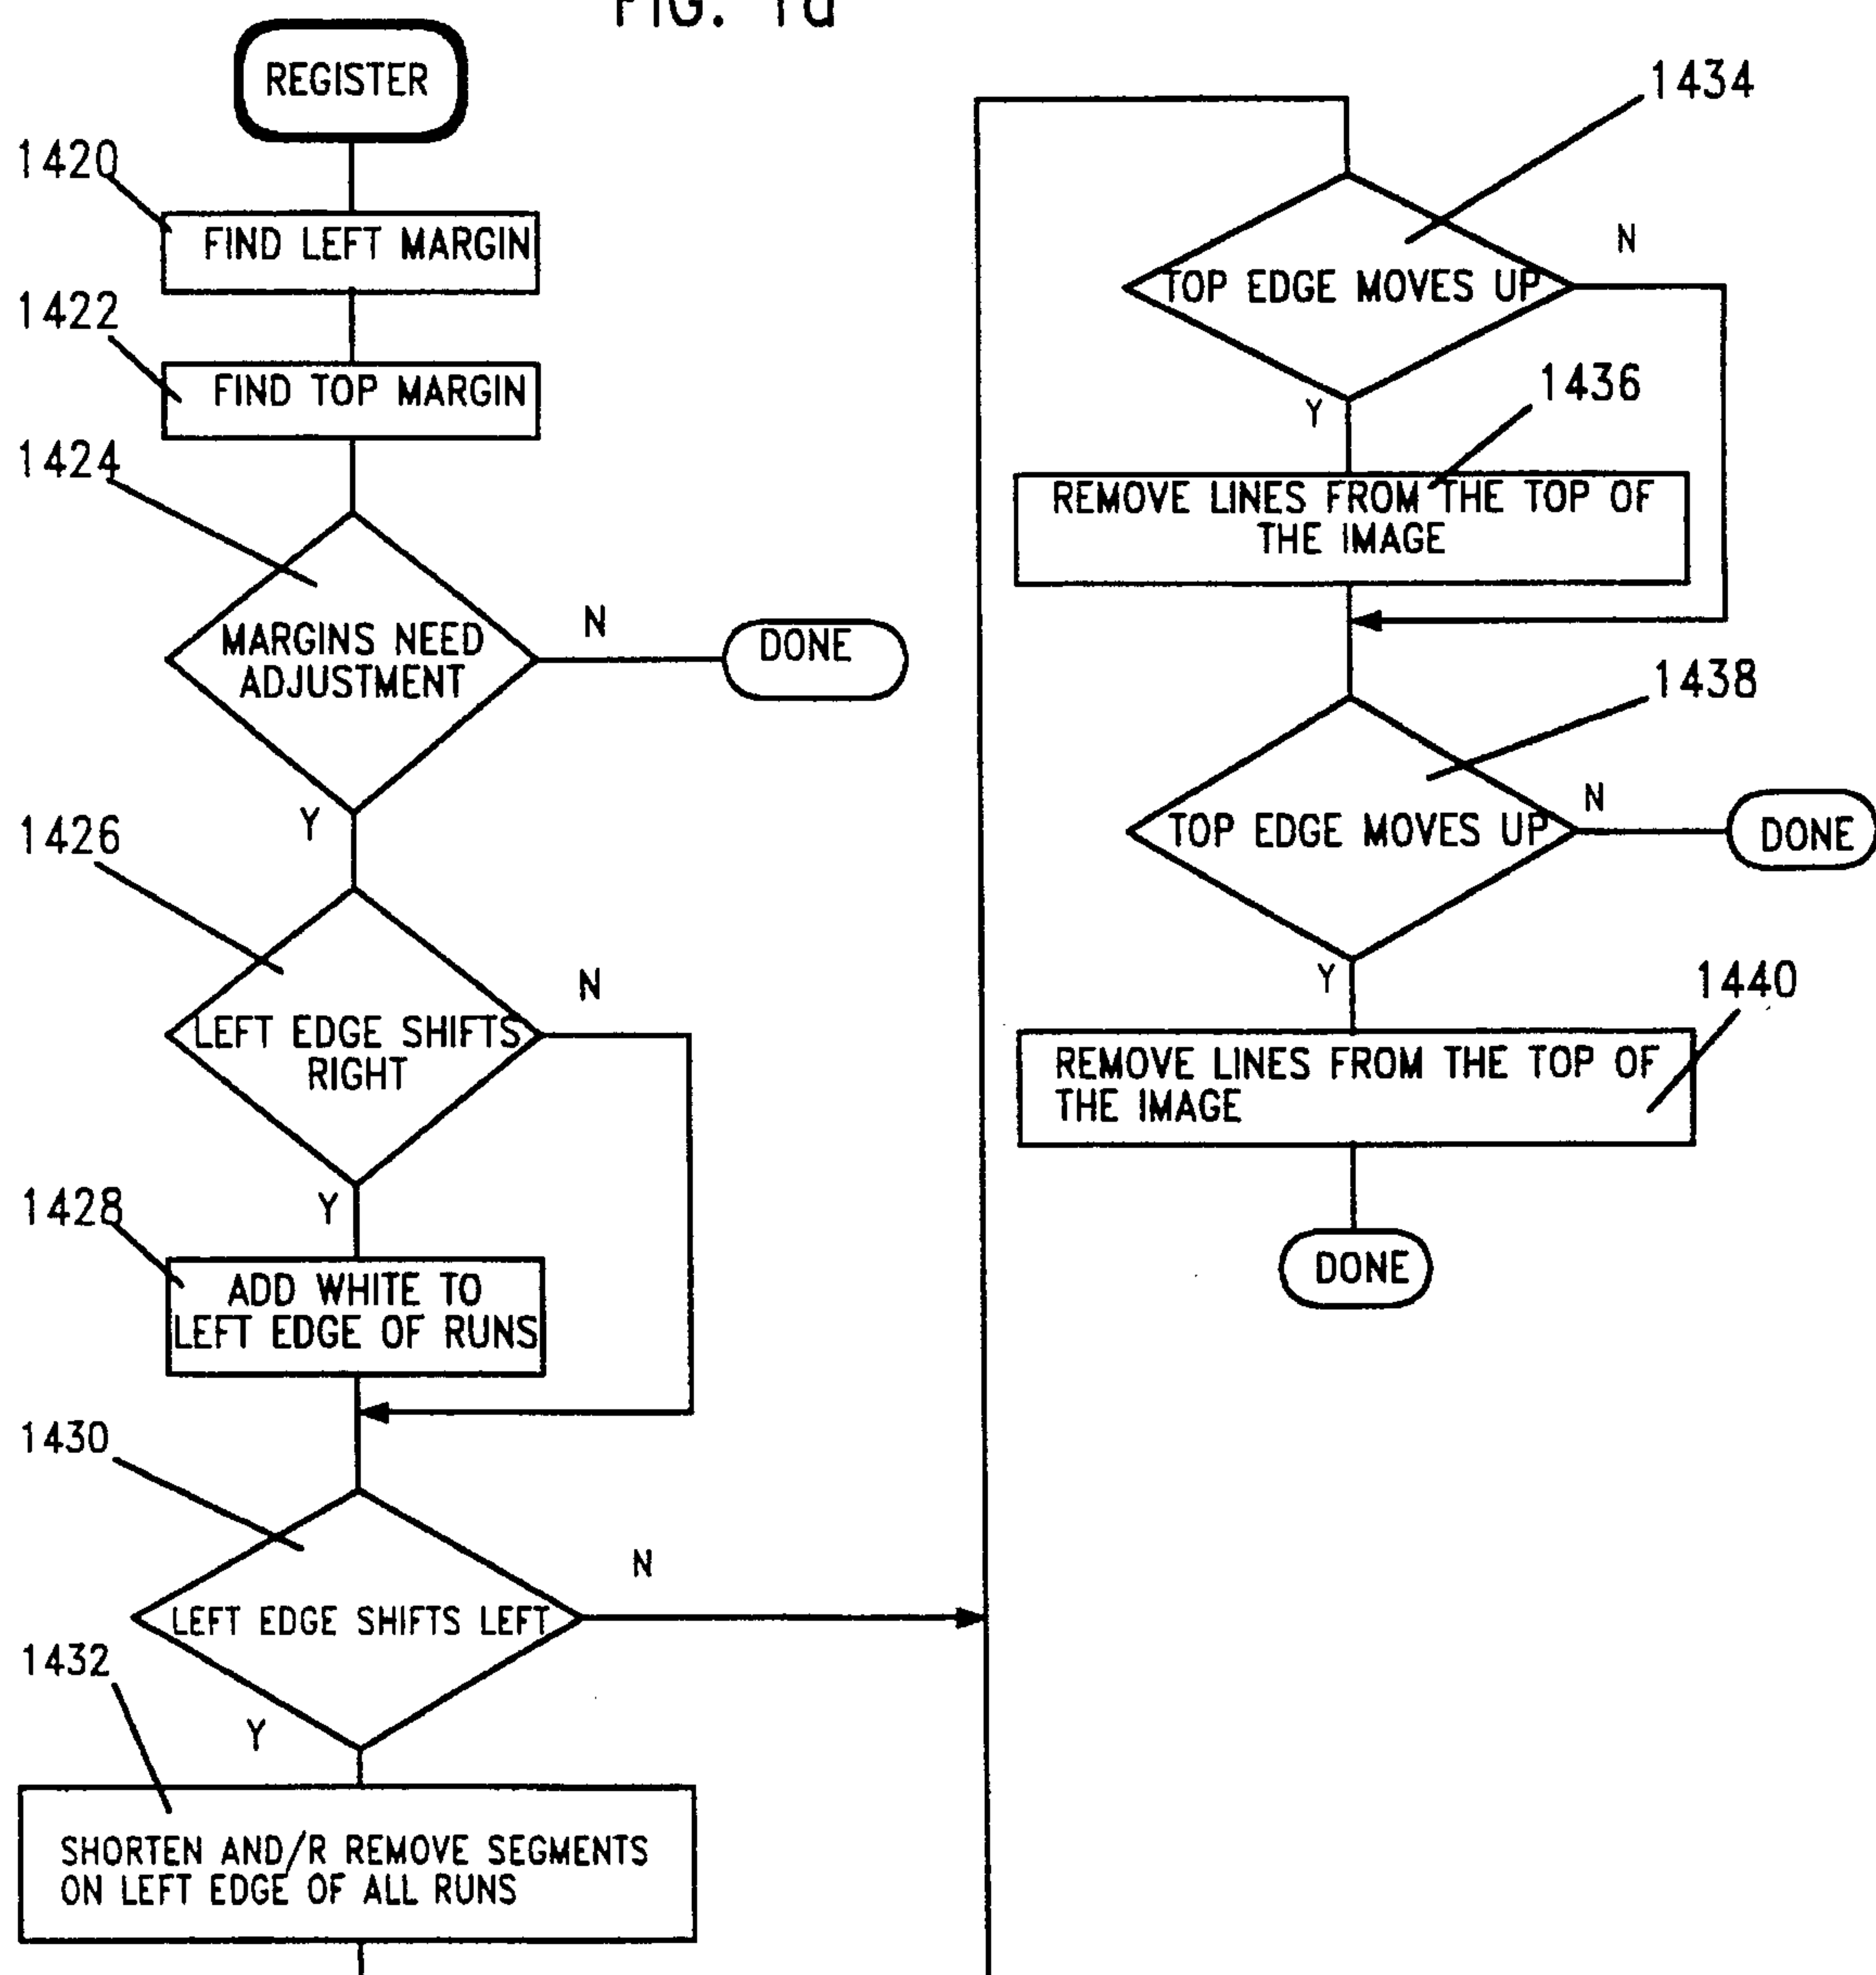 FIG. 1d
REGISTER
1420
FIND LEFT MARGIN
1422
FIND TOP MARGIN
1424
MARGINS NEED
ADJUSTMENT
N
DONE
Y
1426
LEFT EDGE SHIFTS
RIGHT
N
Y
1428
ADD WHITE TO
LEFT EDGE OF RUNS
1430
LEFT EDGE SHIFTS LEFT
N
1432
Y
SHORTEN AND/R REMOVE SEGMENTS
ON LEFT EDGE OF ALL RUNS
1434
TOP EDGE MOVES UP
N
Y
1436
REMOVE LINES FROM THE TOP OF
THE IMAGE
1438
TOP EDGE MOVES UP
N
DONE
Y
1440
REMOVE LINES FROM THE TOP OF
THE IMAGE
DONE